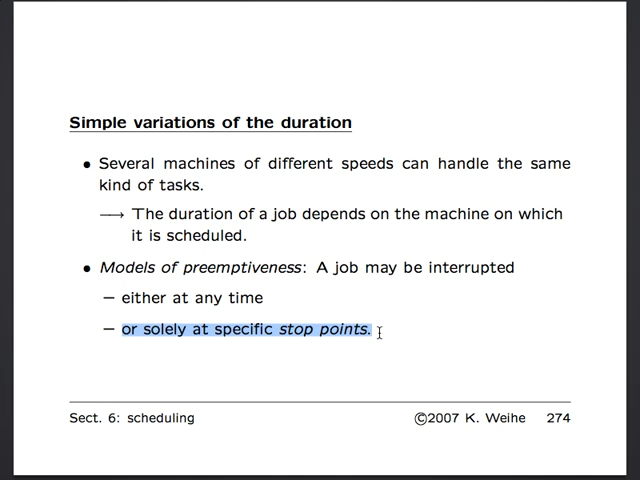 Simple variations of the duration
● Several machines of different speeds can handle the same
kind of tasks.
⟶ The duration of a job depends on the machine on which
it is scheduled.
● Models of preemptiveness: A job may be interrupted
– either at any time
– or solely at specific stop points.
Sect. 6: scheduling ©2007 K. Weihe 274